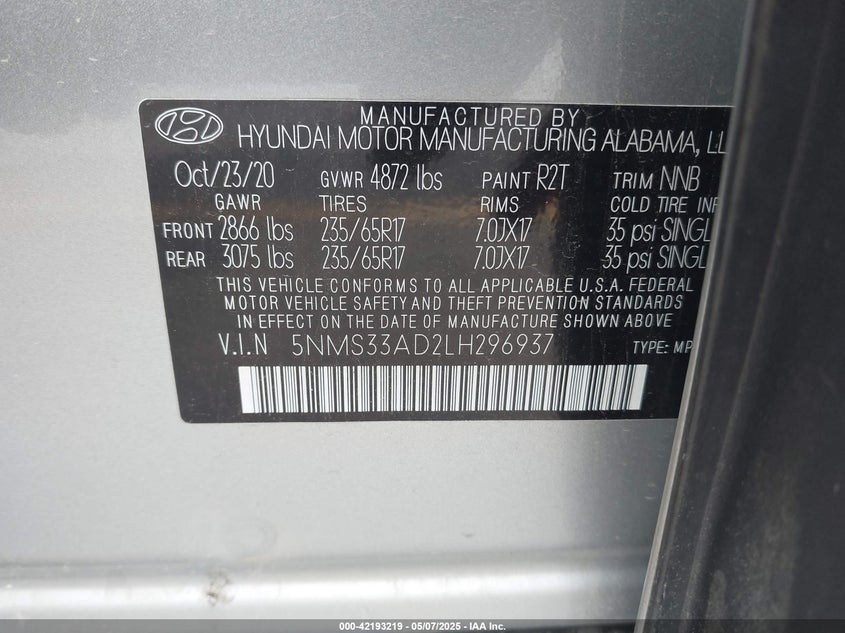 MANUFACTURED BY
HYUNDAI MOTOR MANUFACTURING ALABAMA, LL
Oct/23/20 GVWR 4872 lbs PAINT R2T TRIM NNB
GAWR TIRES RIMS COLD TIRE INF
FRONT 2866 lbs 235/65R17 7.0JX17 35 psi SINGL
REAR 3075 lbs 235/65R17 7.0JX17 35 psi SINGL
THIS VEHICLE CONFORMS TO ALL APPLICABLE U.S.A. FEDERAL
MOTOR VEHICLE SAFETY AND THEFT PREVENTION STANDARDS
IN EFFECT ON THE DATE OF MANUFACTURE SHOWN ABOVE
V.I.N 5NMS33AD2LH296937 TYPE: MP
000-42193219 - 05/07/2025 - IAA Inc.